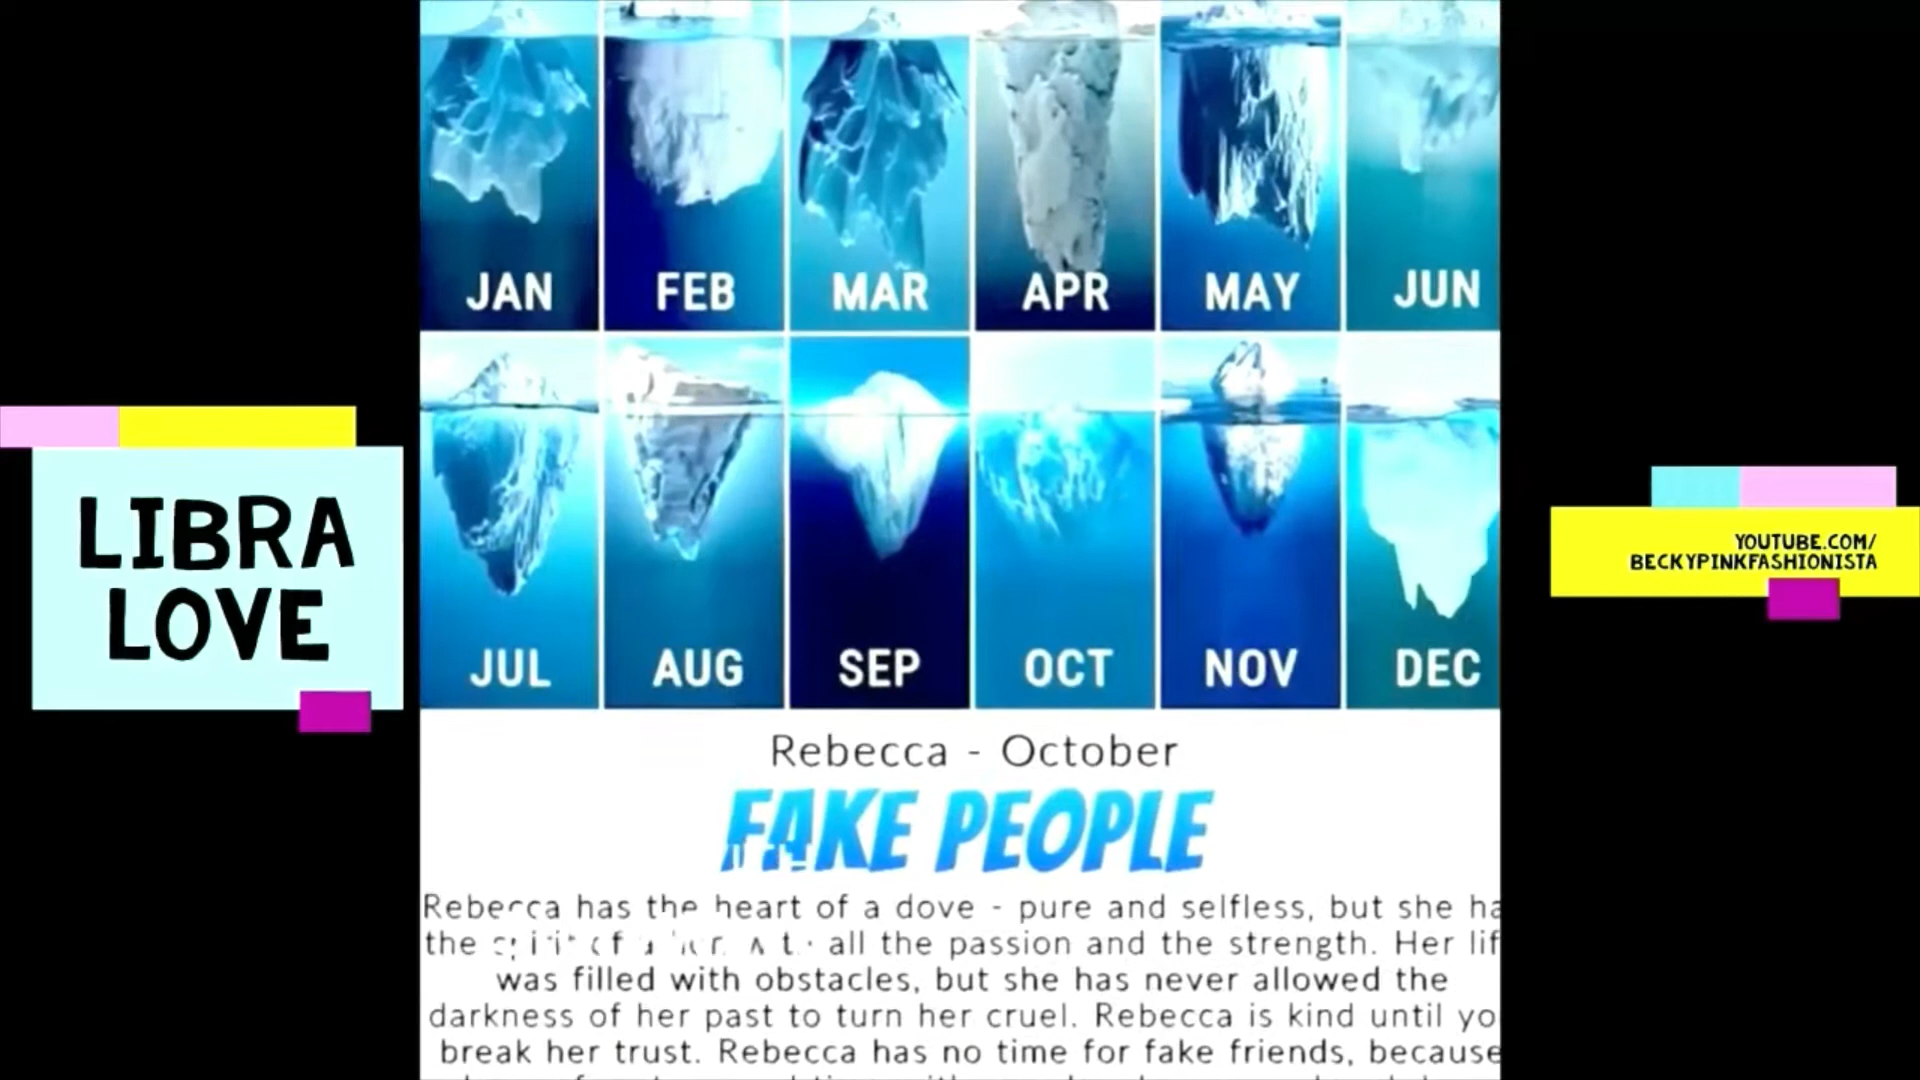 JAN FEB MAR APR MAY JUN
JUL AUG SEP OCT NOV DEC
LIBRA
LOVE
YOUTUBE.COM/
BECKYPINKFASHIONISTA
Rebecca - October
FAKE PEOPLE
Rebecca has the heart of a dove - pure and selfless, but she ha
the all the passion and the strength. Her lif
was filled with obstacles, but she has never allowed the
darkness of her past to turn her cruel. Rebecca is kind until yo
break her trust. Rebecca has no time for fake friends, because